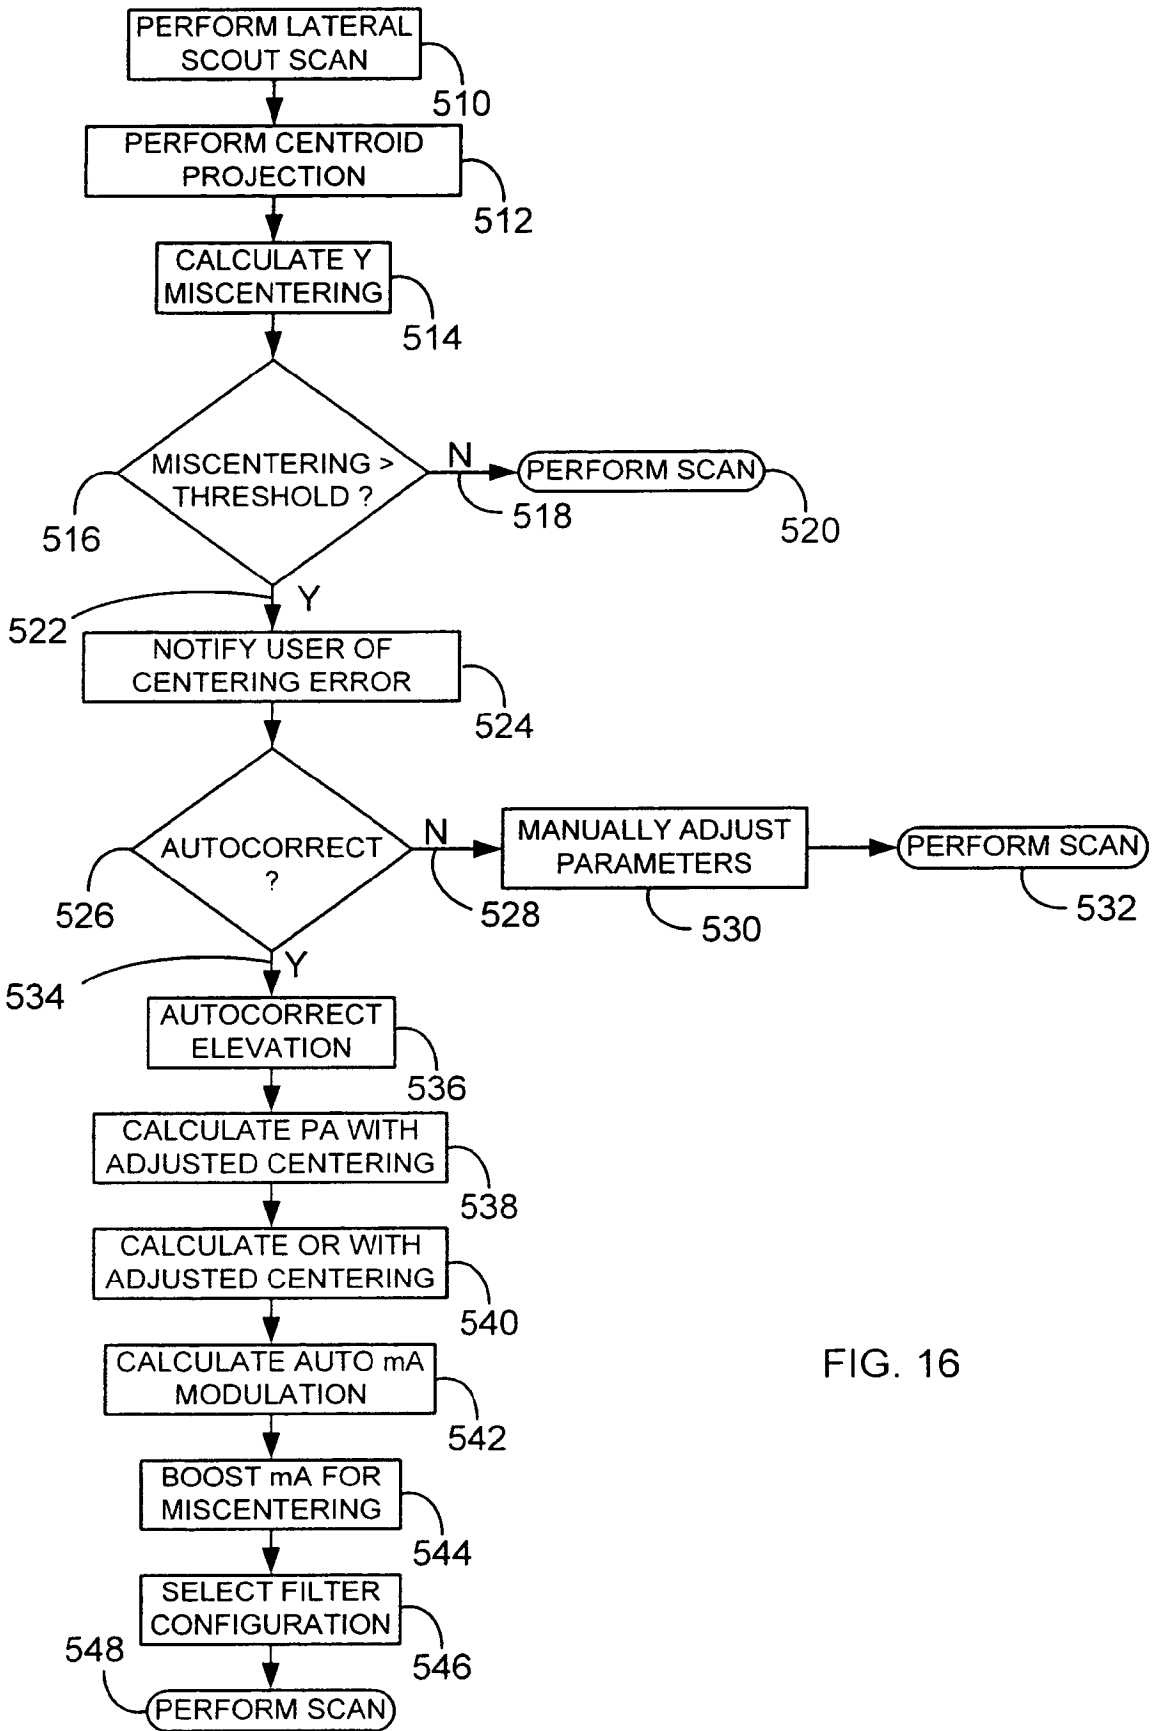 PERFORM LATERAL
SCOUT SCAN
510
PERFORM CENTROID
PROJECTION
512
CALCULATE Y
MISCENTERING
514
MISCENTERING >
THRESHOLD ?
516
N
518
PERFORM SCAN
520
522
Y
NOTIFY USER OF
CENTERING ERROR
524
AUTOCORRECT
?
526
N
528
MANUALLY ADJUST
PARAMETERS
530
PERFORM SCAN
532
534
Y
AUTOCORRECT
ELEVATION
536
CALCULATE PA WITH
ADJUSTED CENTERING
538
CALCULATE OR WITH
ADJUSTED CENTERING
540
CALCULATE AUTO mA
MODULATION
542
FIG. 16
BOOST mA FOR
MISCENTERING
544
SELECT FILTER
CONFIGURATION
546
548
PERFORM SCAN